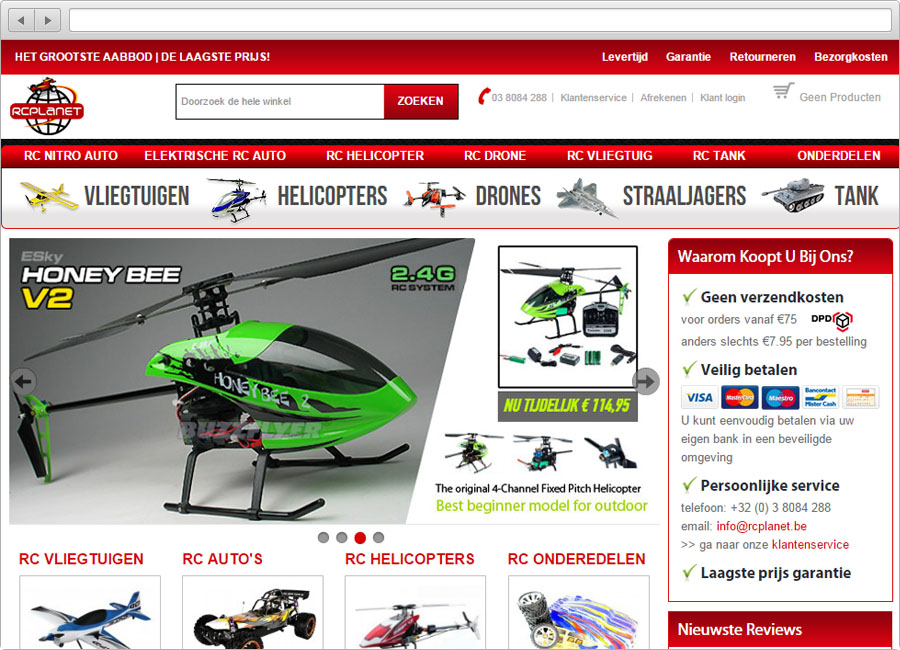 HET GROOTSTE AABBOD | DE LAAGSTE PRIJS!
Levertijd Garantie Retourneren Bezorgkosten
RCPLANET
Doorzoek de hele winkel
ZOEKEN
03 8084 288 | Klantenservice | Afrekenen | Klant login
Geen Producten
RC NITRO AUTO ELEKTRISCHE RC AUTO RC HELICOPTER RC DRONE RC VLIEGTUIG RC TANK ONDERDELEN
VLIEGTUIGEN HELICOPTERS DRONES STRAALJAGERS TANK
ESky
HONEY BEE
V2
2.4G
RC SYSTEM
HONEY BEE 2
BUZZFLYER
NU TIJDELIJK € 114,95
The original 4-Channel Fixed Pitch Helicopter
Best beginner model for outdoor
Waarom Koopt U Bij Ons?
Geen verzendkosten
voor orders vanaf €75 DPD
anders slechts €7.95 per bestelling
Veilig betalen
VISA MasterCard Maestro Bancontact Mister Cash
U kunt eenvoudig betalen via uw
eigen bank in een beveiligde
omgeving
Persoonlijke service
telefoon: +32 (0) 3 8084 288
email: info@rcplanet.be
>> ga naar onze klantenservice
Laagste prijs garantie
Nieuwste Reviews
RC VLIEGTUIGEN RC AUTO'S RC HELICOPTERS RC ONDEREDELEN